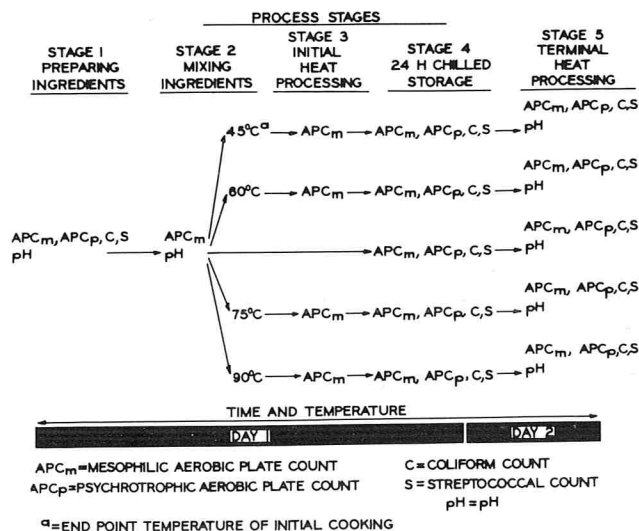 PROCESS STAGES
STAGE 1
PREPARING
INGREDIENTS
STAGE 2
MIXING
INGREDIENTS
STAGE 3
INITIAL
HEAT
PROCESSING
STAGE 4
24 H CHILLED
STORAGE
STAGE 5
TERMINAL
HEAT
PROCESSING
APCm, APCp, C,S
pH
APCm
pH
45°Ca
APCm
APCm, APCp, C,S
APCm, APCp, C,S
pH
60°C
APCm
APCm, APCp, C,S
APCm, APCp, C,S
pH
APCm, APCp, C,S
APCm, APCp,C,S
pH
75°C
APCm
APCm, APCp, C,S
APCm, APCp,C,S
pH
90°C
APCm
APCm, APCp, C,S
APCm, APCp,C,S
pH
TIME AND TEMPERATURE
DAY 1
DAY 2
APCm=MESOPHILIC AEROBIC PLATE COUNT
APCp=PSYCHROTROPHIC AEROBIC PLATE COUNT
C=COLIFORM COUNT
S=STREPTOCOCCAL COUNT
pH=pH
a=END POINT TEMPERATURE OF INITIAL COOKING